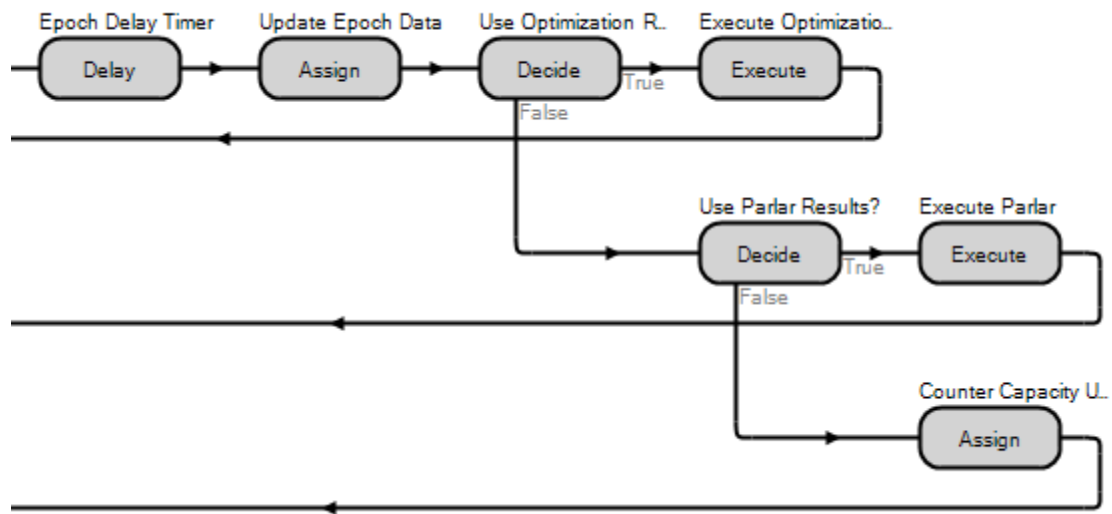 Epoch Delay Timer Update Epoch Data Use Optimization R.. Execute Optimizatio...
Delay Assign Decide Execute
True
False
Use Parlar Results? Execute Parlar
Decide Execute
True
False
Counter Capacity U...
Assign